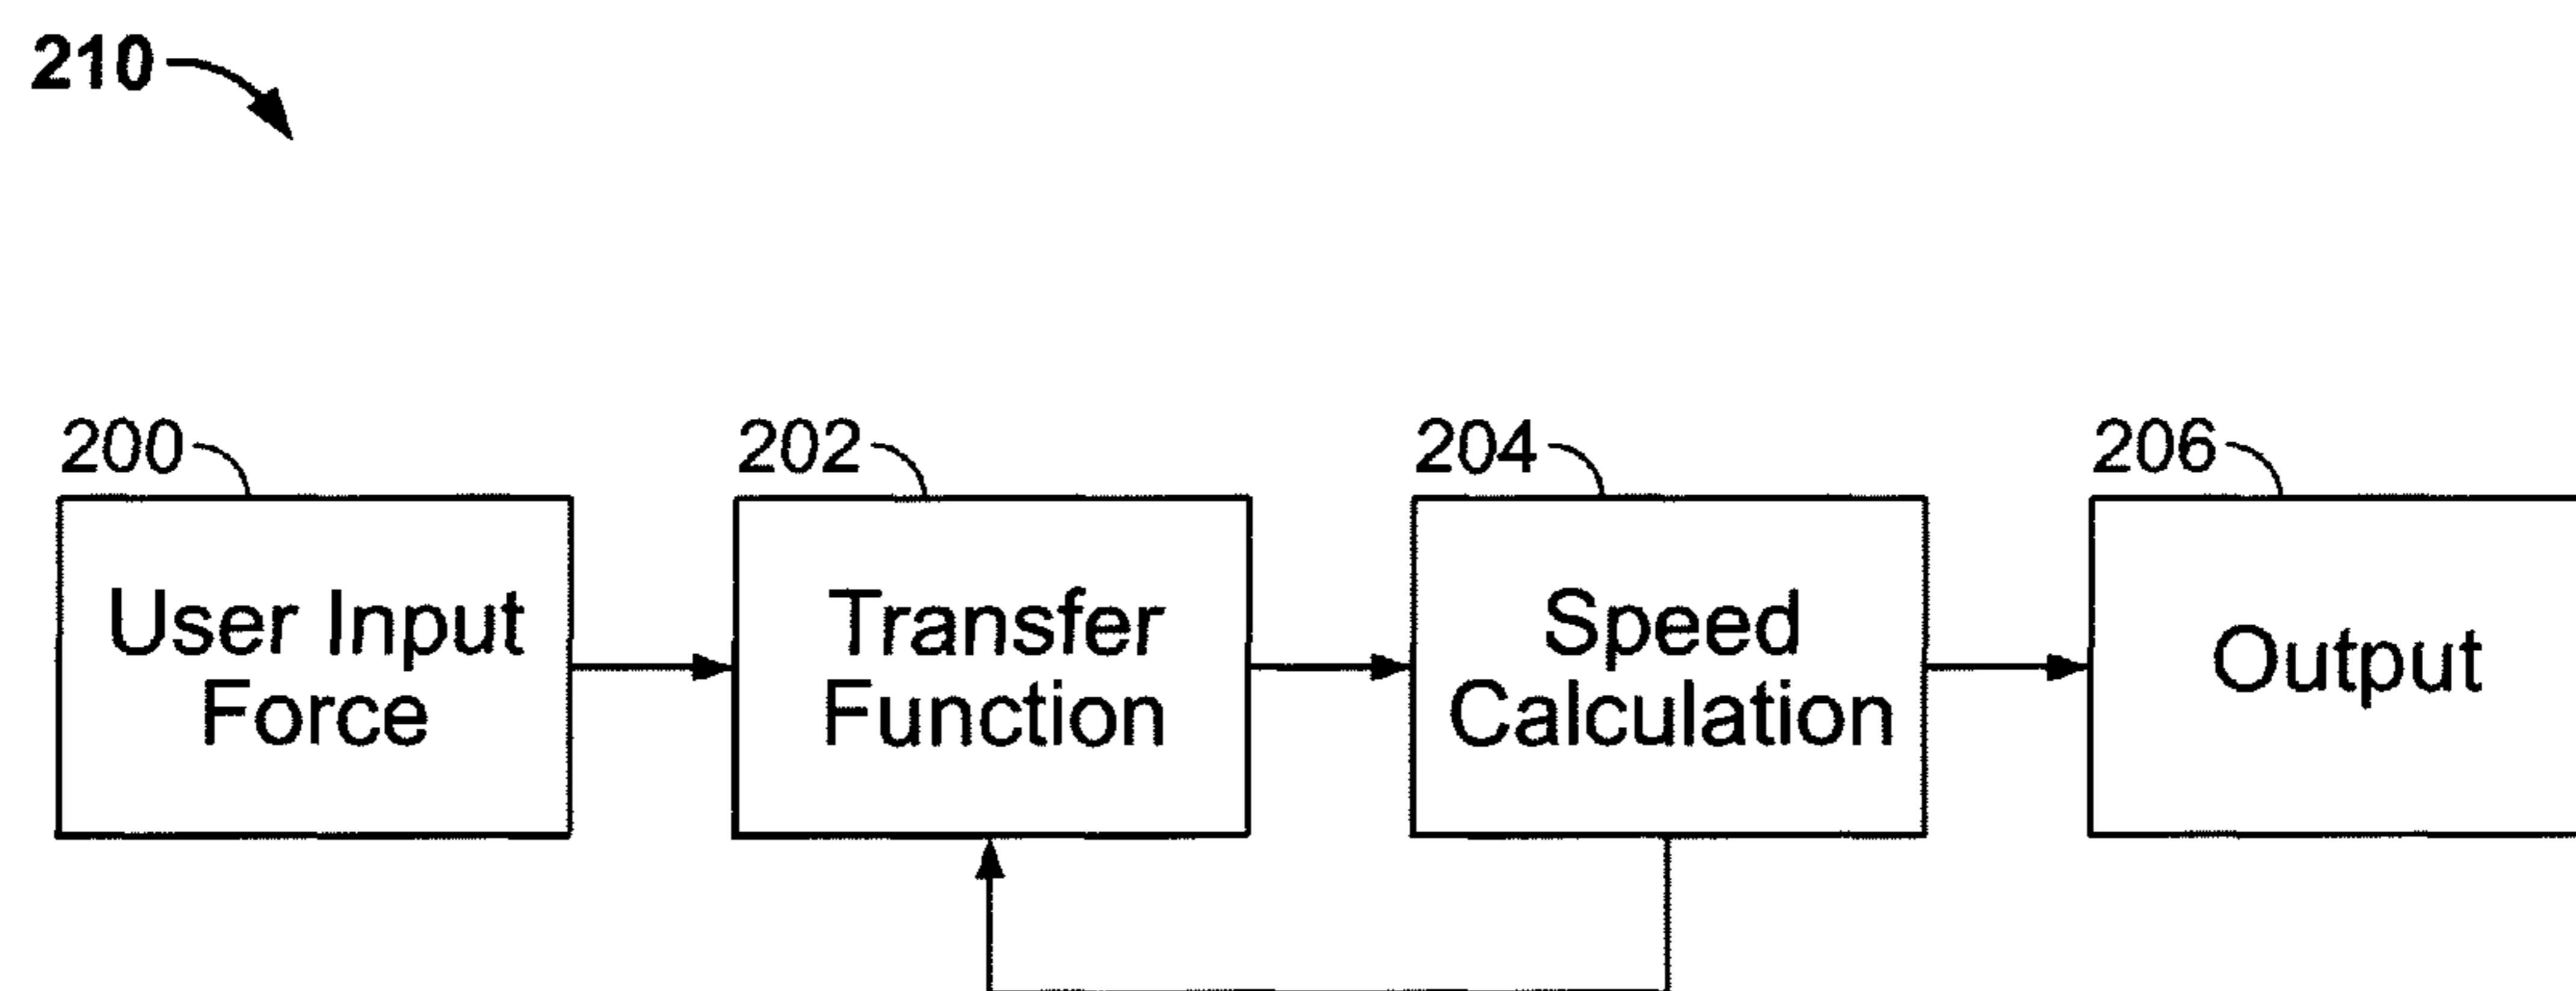 210
200
202
204
206
User Input
Force
Transfer
Function
Speed
Calculation
Output